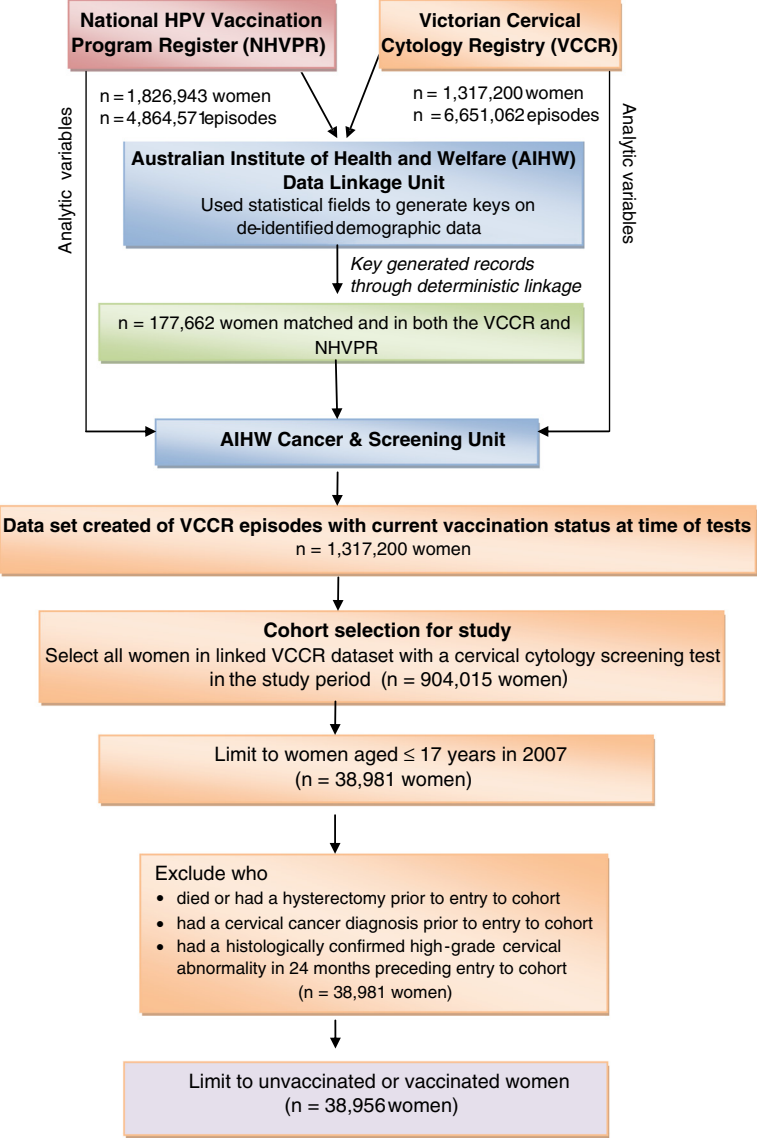 National HPV Vaccination
Program Register (NHVPR)
Victorian Cervical
Cytology Registry (VCCR)
n = 1,826,943 women
n = 4,864,571episodes
n = 1,317,200 women
n = 6,651,062 episodes
Analytic variables
Analytic variables
Australian Institute of Health and Welfare (AIHW)
Data Linkage Unit
Used statistical fields to generate keys on
de-identified demographic data
Key generated records
through deterministic linkage
n = 177,662 women matched and in both the VCCR and
NHVPR
AIHW Cancer & Screening Unit
Data set created of VCCR episodes with current vaccination status at time of tests
n = 1,317,200 women
Cohort selection for study
Select all women in linked VCCR dataset with a cervical cytology screening test
in the study period (n = 904,015 women)
Limit to women aged ≤ 17 years in 2007
(n = 38,981 women)
Exclude who
• died or had a hysterectomy prior to entry to cohort
• had a cervical cancer diagnosis prior to entry to cohort
• had a histologically confirmed high-grade cervical
abnormality in 24 months preceding entry to cohort
(n = 38,981 women)
Limit to unvaccinated or vaccinated women
(n = 38,956 women)